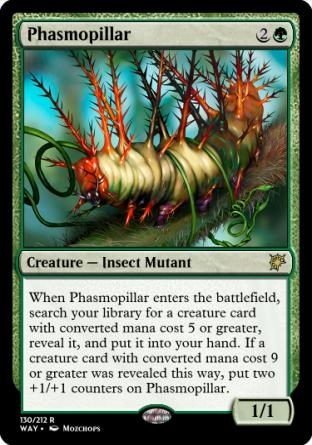 Phasmopillar 2
Creature — Insect Mutant
When Phasmopillar enters the battlefield,
search your library for a creature card
with converted mana cost 5 or greater,
reveal it, and put it into your hand. If a
creature card with converted mana cost 9
or greater was revealed this way, put two
+1/+1 counters on Phasmopillar.
1/1
130/212 R
WAY • Mozchops